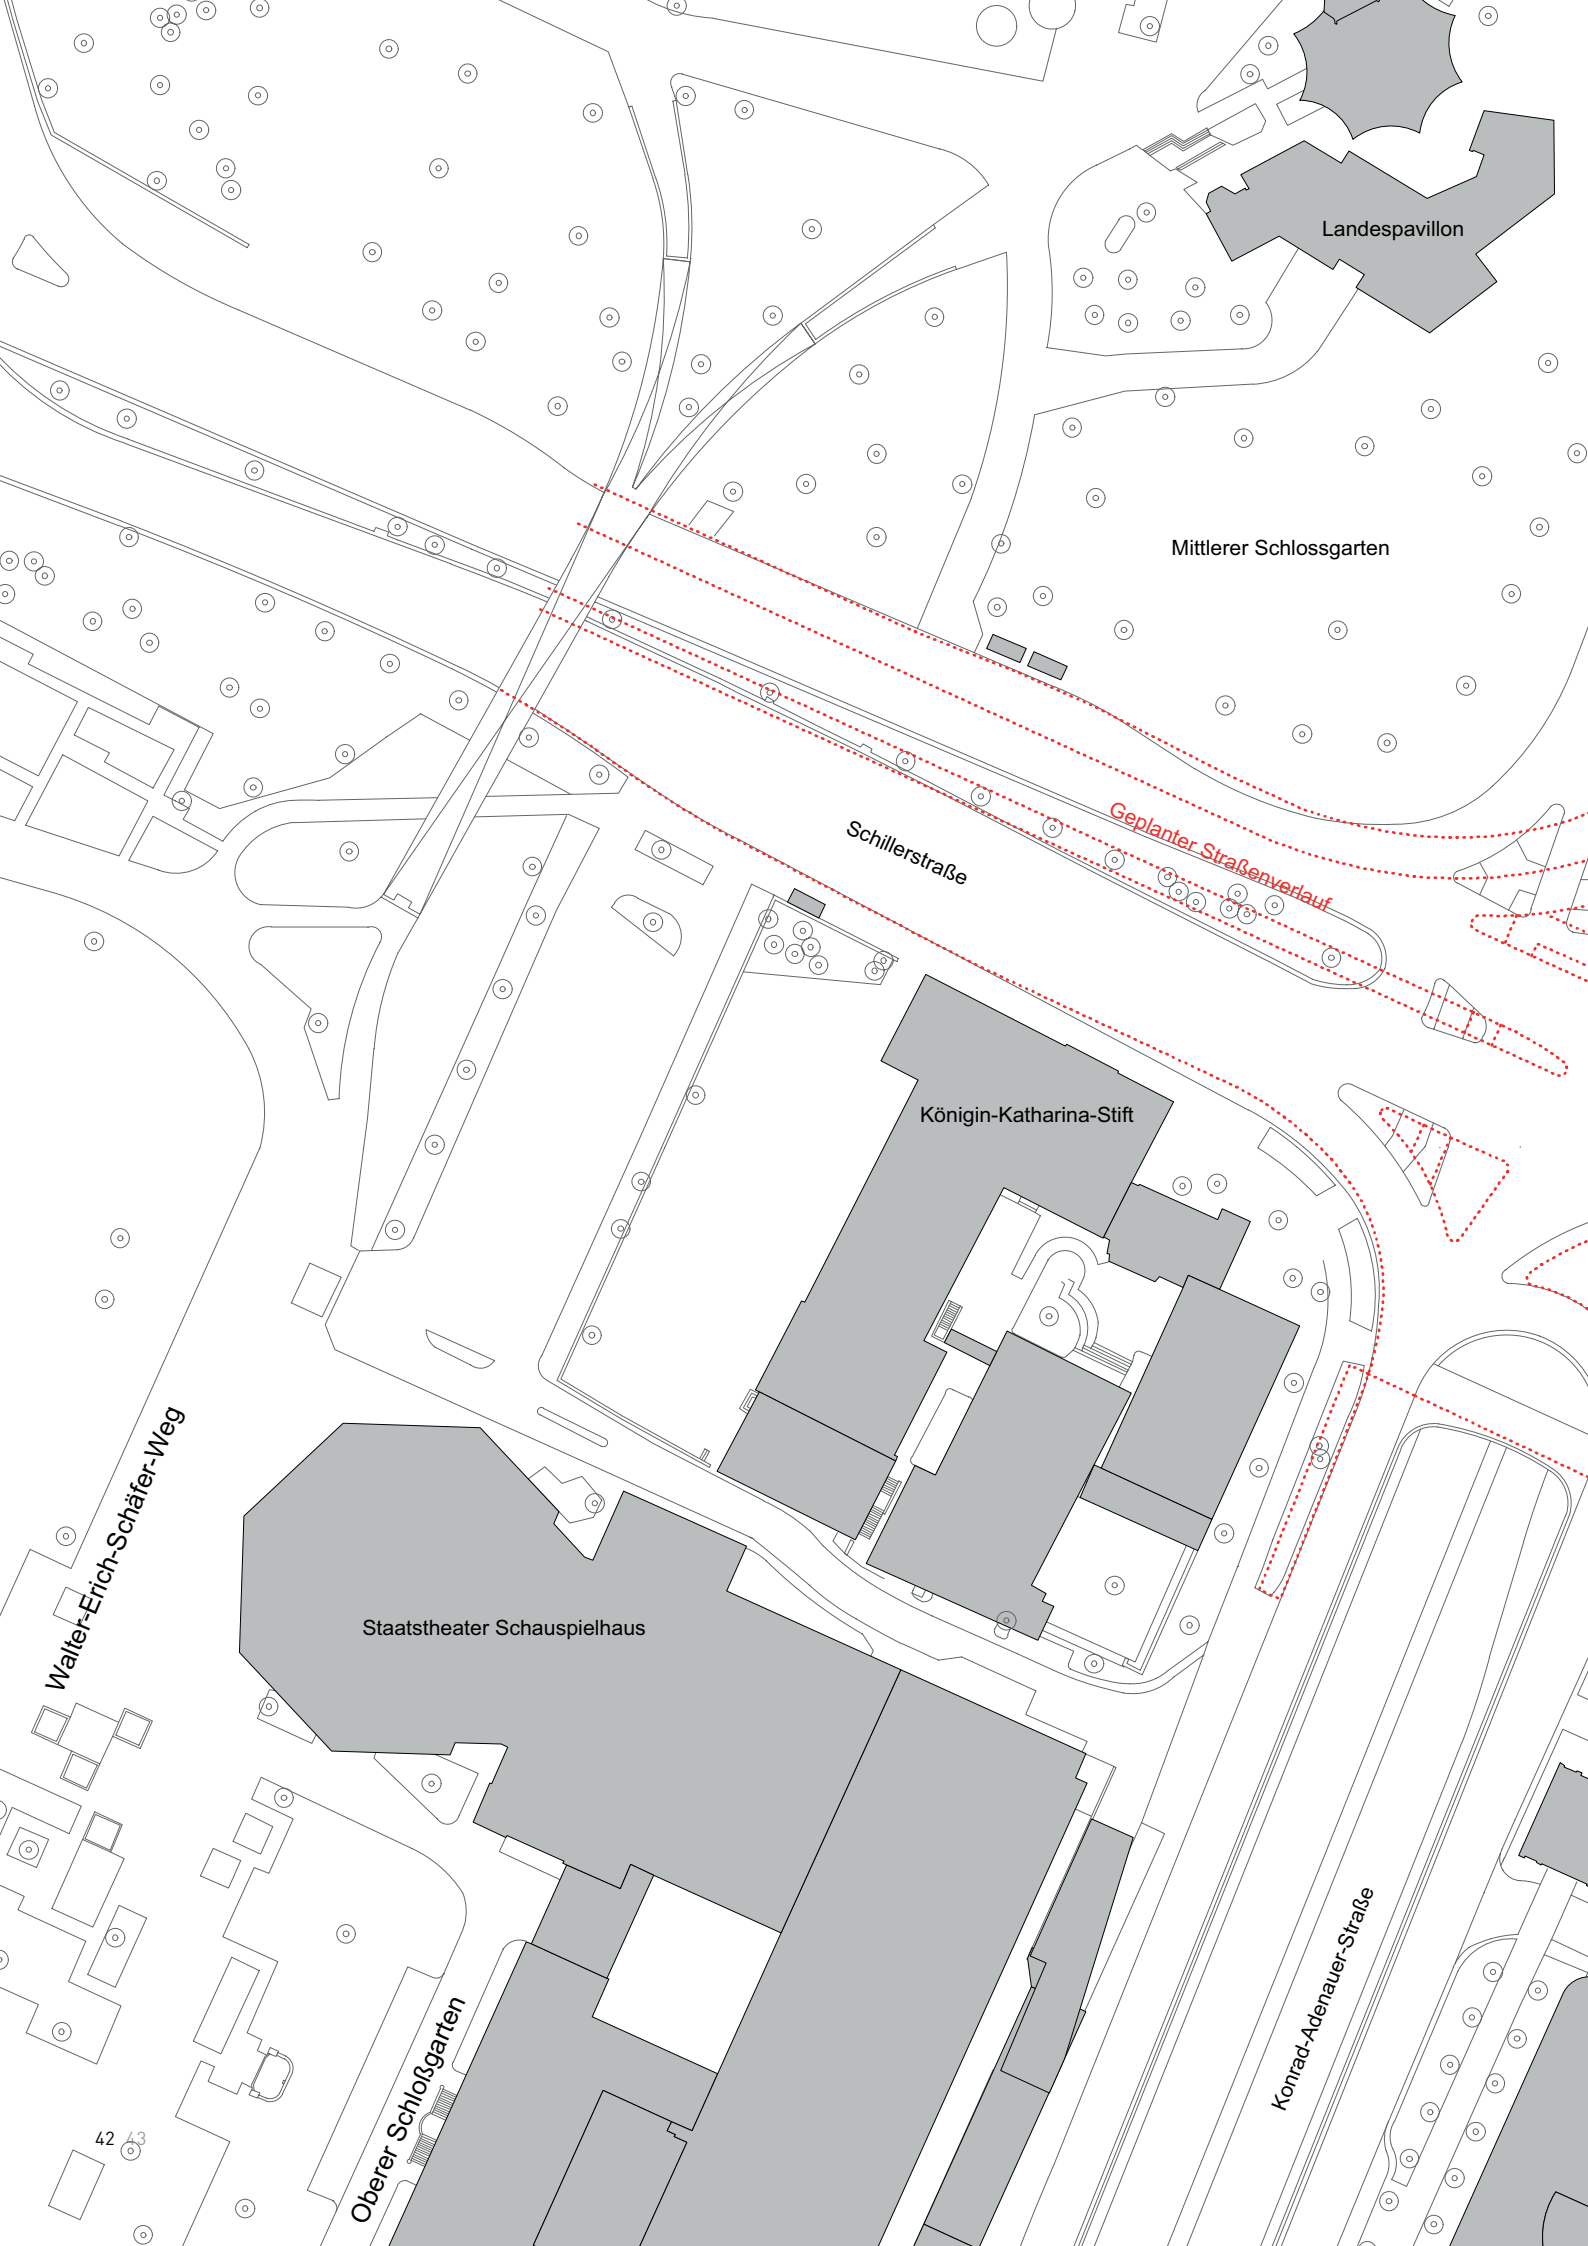 Landespavillon
Mittlerer Schlossgarten
Geplanter Straßenverlauf
Schillerstraße
Königin-Katharina-Stift
Walter-Erich-Schäfer-Weg
Staatstheater Schauspielhaus
Konrad-Adenauer-Straße
Oberer Schloßgarten
42 43